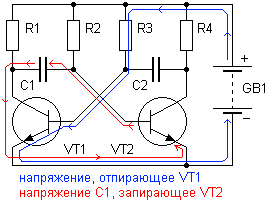 R1 R2 R3 R4
+
C1 C2 GB1
−
VT1 VT2
напряжение, отпирающее VT1
напряжение C1, запирающее VT2